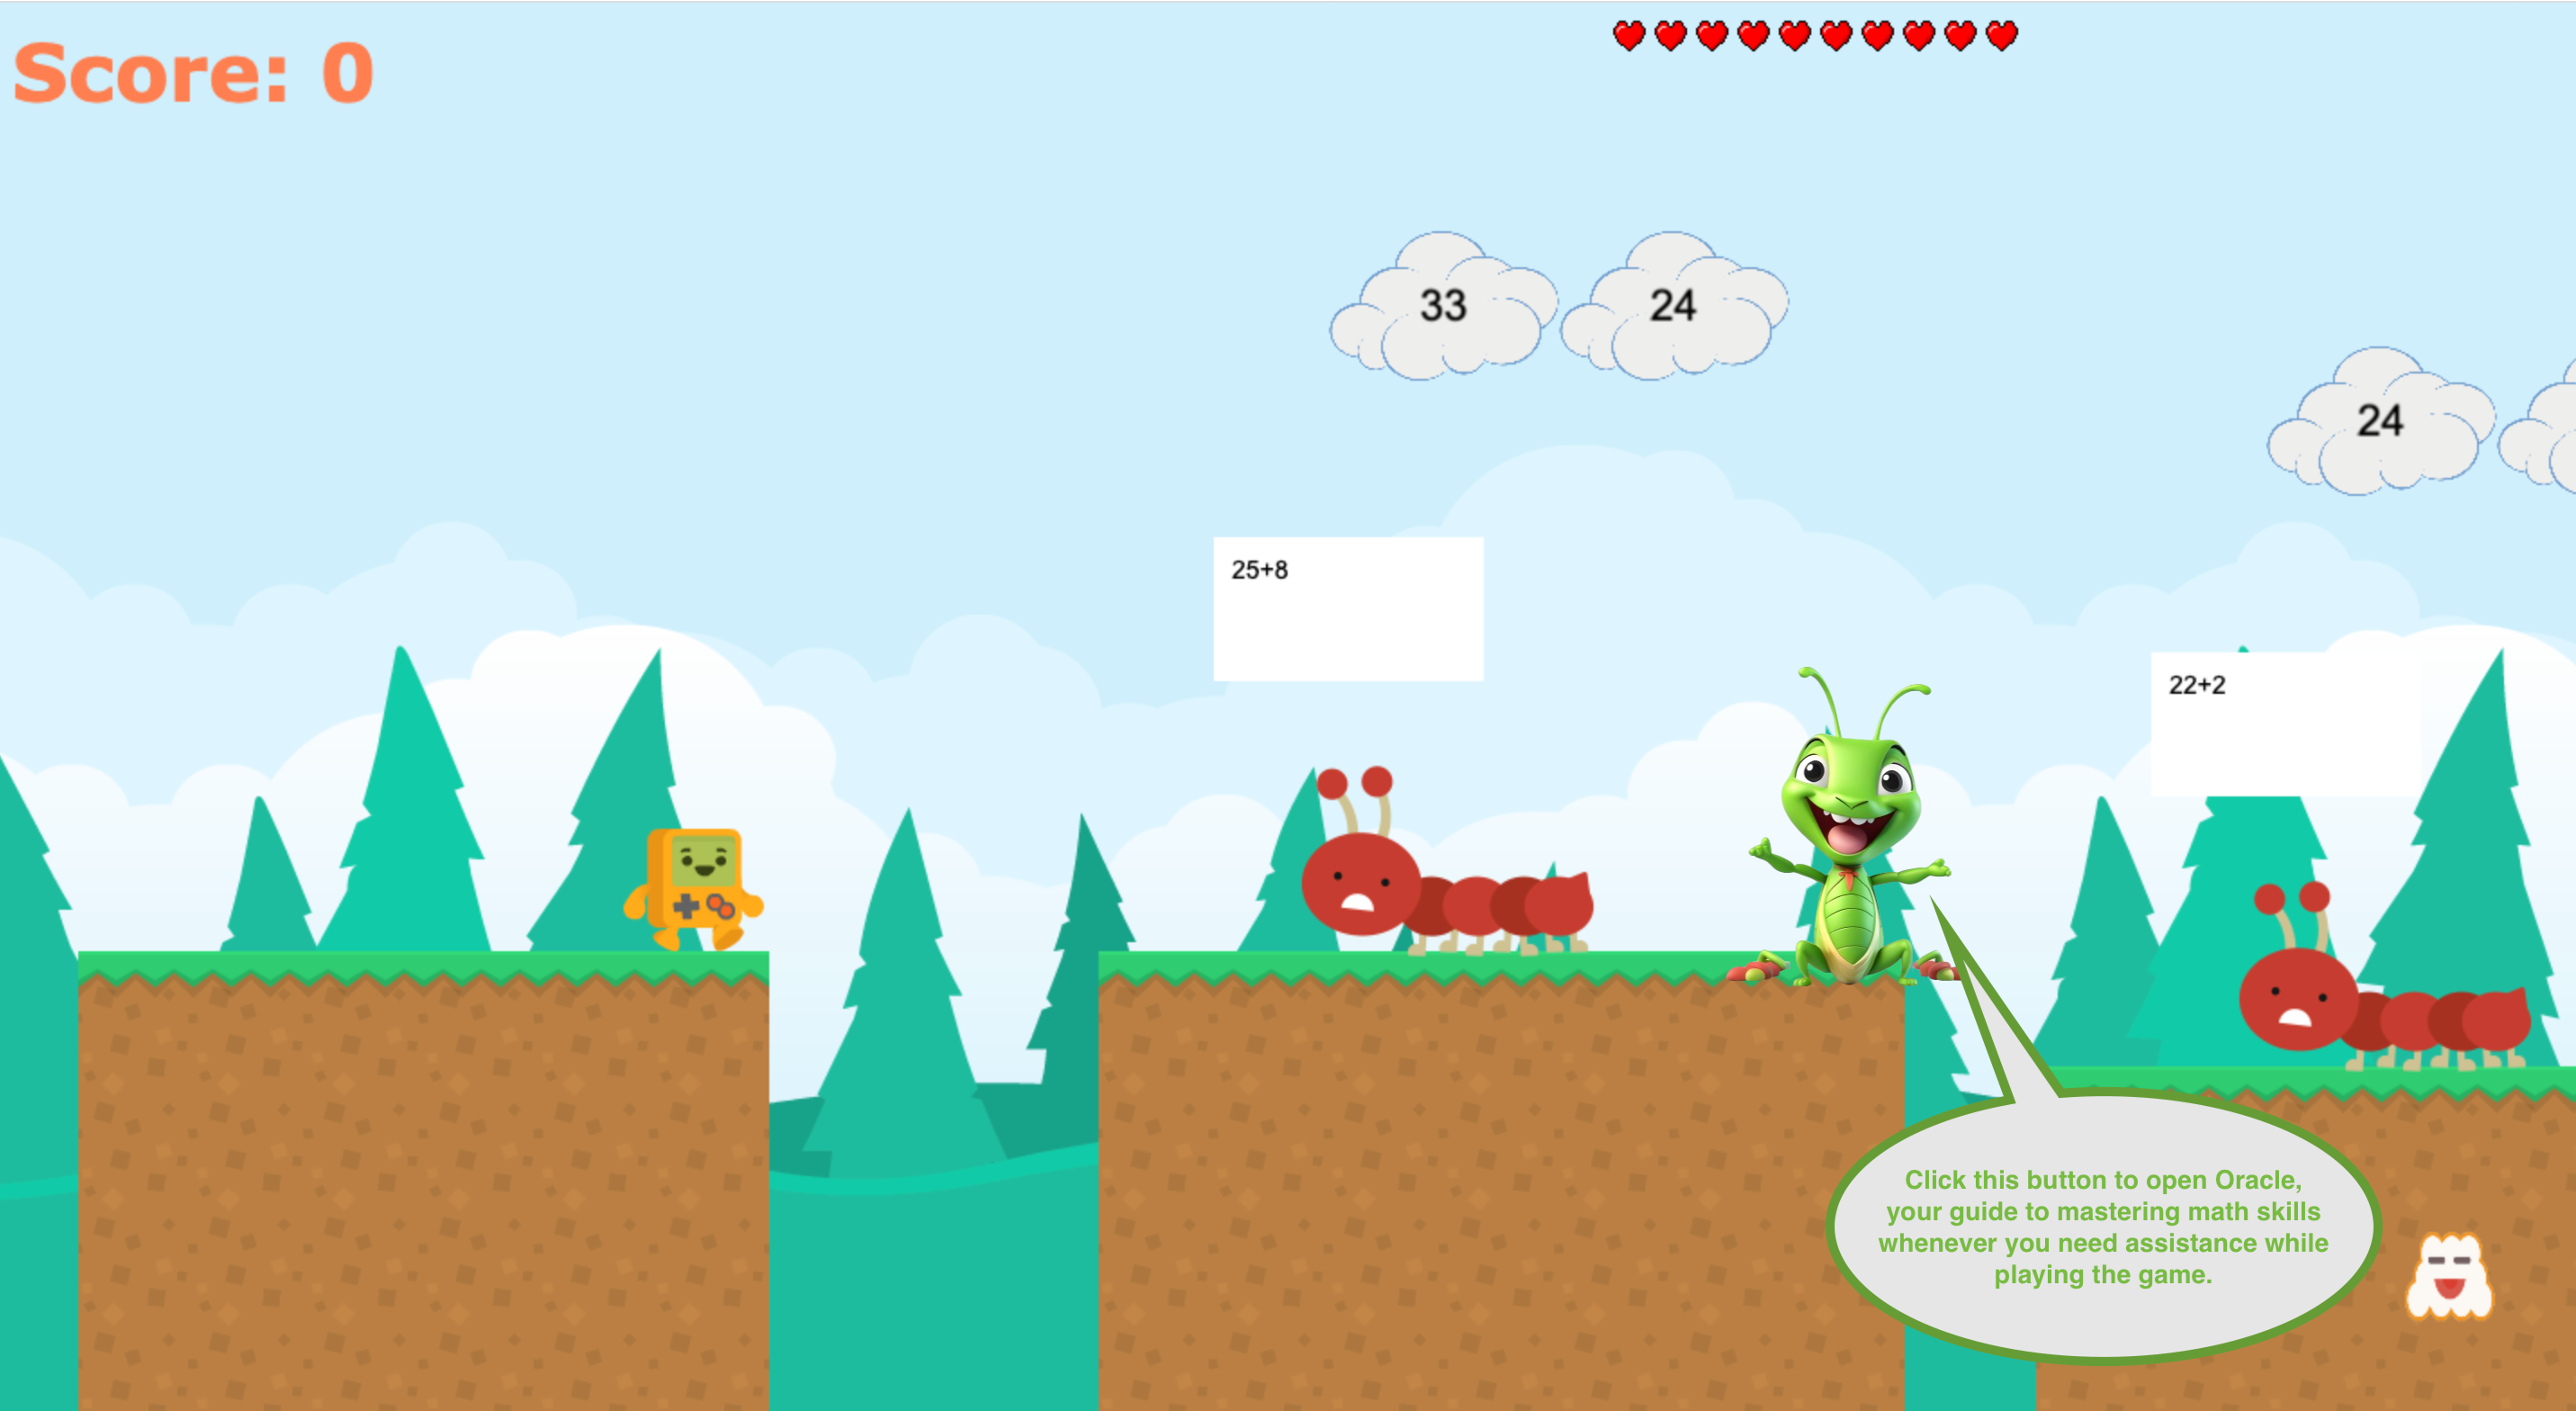 Score: 0
33
24
24
25+8
22+2
Click this button to open Oracle,
your guide to mastering math skills
whenever you need assistance while
playing the game.